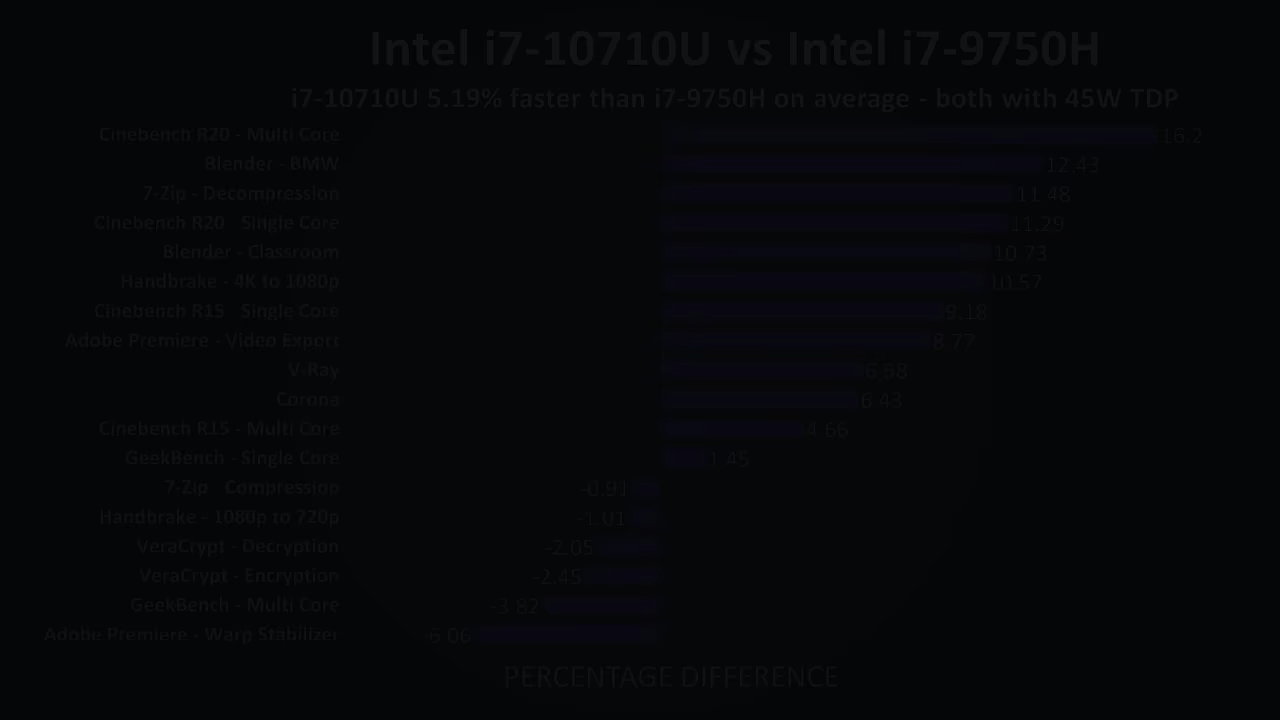 Intel i7-10710U vs Intel i7-9750H
i7-10710U 5.19% faster than i7-9750H on average - both with 45W TDP
Cinebench R20 - Multi Core 16.2
Blender - BMW 12.43
7-Zip - Decompression 11.48
Cinebench R20 - Single Core 11.29
Blender - Classroom 10.73
Handbrake - 4K to 1080p 10.57
Cinebench R15 - Single Core 9.18
Adobe Premiere - Video Export 8.77
V-Ray 6.58
Corona 6.43
Cinebench R15 - Multi Core 4.66
GeekBench - Single Core 1.45
7-Zip - Compression -0.91
Handbrake - 1080p to 720p -1.01
VeraCrypt - Decryption -2.05
VeraCrypt - Encryption -2.45
GeekBench - Multi Core -3.82
Adobe Premiere - Warp Stabilizer -6.06
PERCENTAGE DIFFERENCE